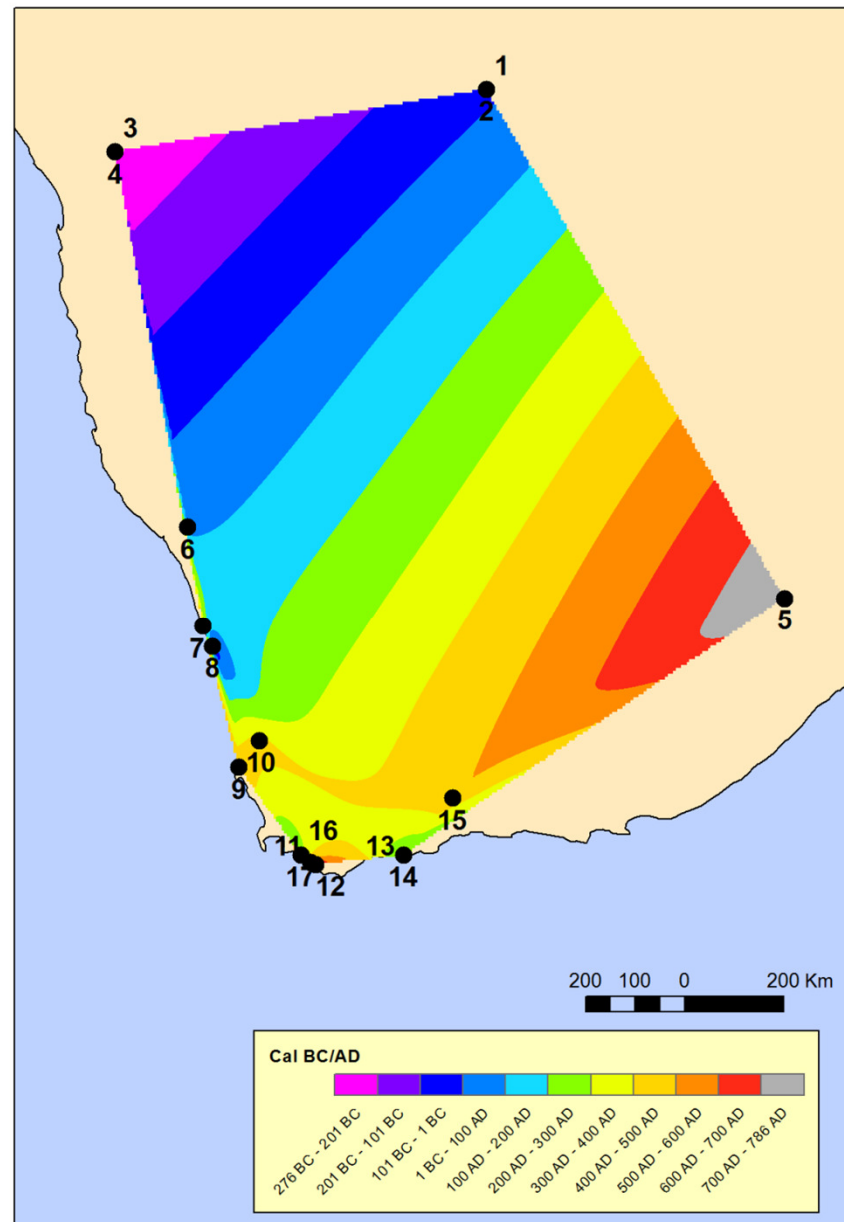 1
2
3
4
5
6
7
8
10
9
15
16
11
13
17
12
14
200 100 0 200 Km
Cal BC/AD
276 BC - 201 BC
201 BC - 101 BC
101 BC - 1 BC
1 BC - 100 AD
100 AD - 200 AD
200 AD - 300 AD
300 AD - 400 AD
400 AD - 500 AD
500 AD - 600 AD
600 AD - 700 AD
700 AD - 786 AD